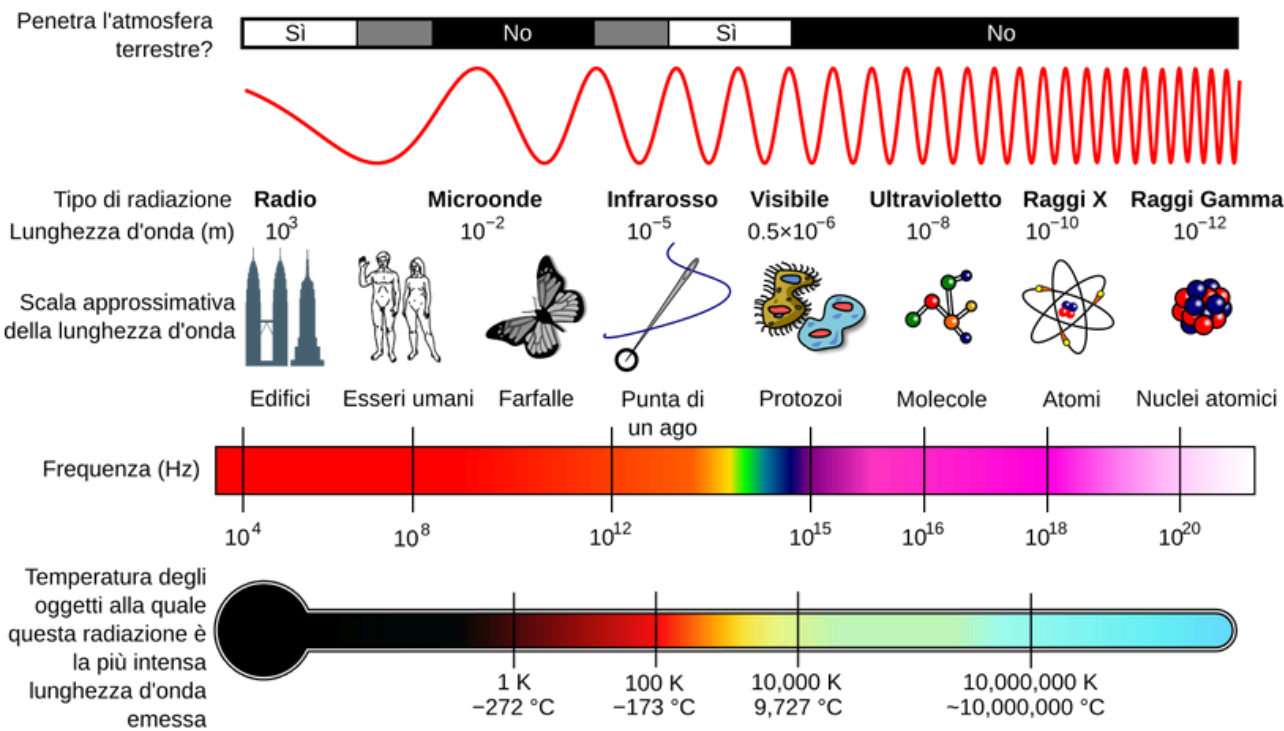 Penetra l'atmosfera
terrestre?
Sì
No
Sì
No
Tipo di radiazione
Radio
Microonde
Infrarosso
Visibile
Ultravioletto
Raggi X
Raggi Gamma
Lunghezza d'onda (m)
10³
10⁻²
10⁻⁵
0.5×10⁻⁶
10⁻⁸
10⁻¹⁰
10⁻¹²
Scala approssimativa
della lunghezza d'onda
Edifici
Esseri umani
Farfalle
Punta di
un ago
Protozoi
Molecole
Atomi
Nuclei atomici
Frequenza (Hz)
10⁴
10⁸
10¹²
10¹⁵
10¹⁶
10¹⁸
10²⁰
Temperatura degli
oggetti alla quale
questa radiazione è
la più intensa
lunghezza d'onda
emessa
1 K
−272 °C
100 K
−173 °C
10,000 K
9,727 °C
10,000,000 K
~10,000,000 °C